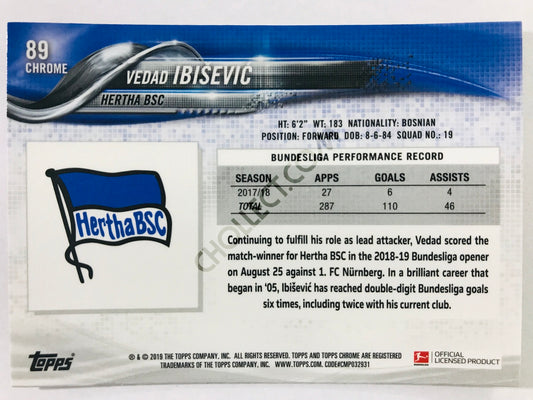 89
CHROME
VEDAD IBISEVIĆ
HERTHA BSC
HT: 6'2" WT: 183 NATIONALITY: BOSNIAN
POSITION: FORWARD DOB: 8-6-84 SQUAD NO.: 19
BUNDESLIGA PERFORMANCE RECORD
SEASON APPS GOALS ASSISTS
2017/18 27 6 4
TOTAL 287 110 46
Hertha BSC
Continuing to fulfill his role as lead attacker, Vedad scored the
match-winner for Hertha BSC in the 2018-19 Bundesliga opener
on August 25 against 1. FC Nürnberg. In a brilliant career that
began in '05, Ibišević has reached double-digit Bundesliga goals
six times, including twice with his current club.
CHOLLECT.COM
Topps
® & © 2019 THE TOPPS COMPANY, INC. ALL RIGHTS RESERVED. TOPPS AND TOPPS CHROME ARE REGISTERED
TRADEMARKS OF THE TOPPS COMPANY, INC. WWW.TOPPS.COM. CODE#CMP032931
OFFICIAL
LICENSED PRODUCT